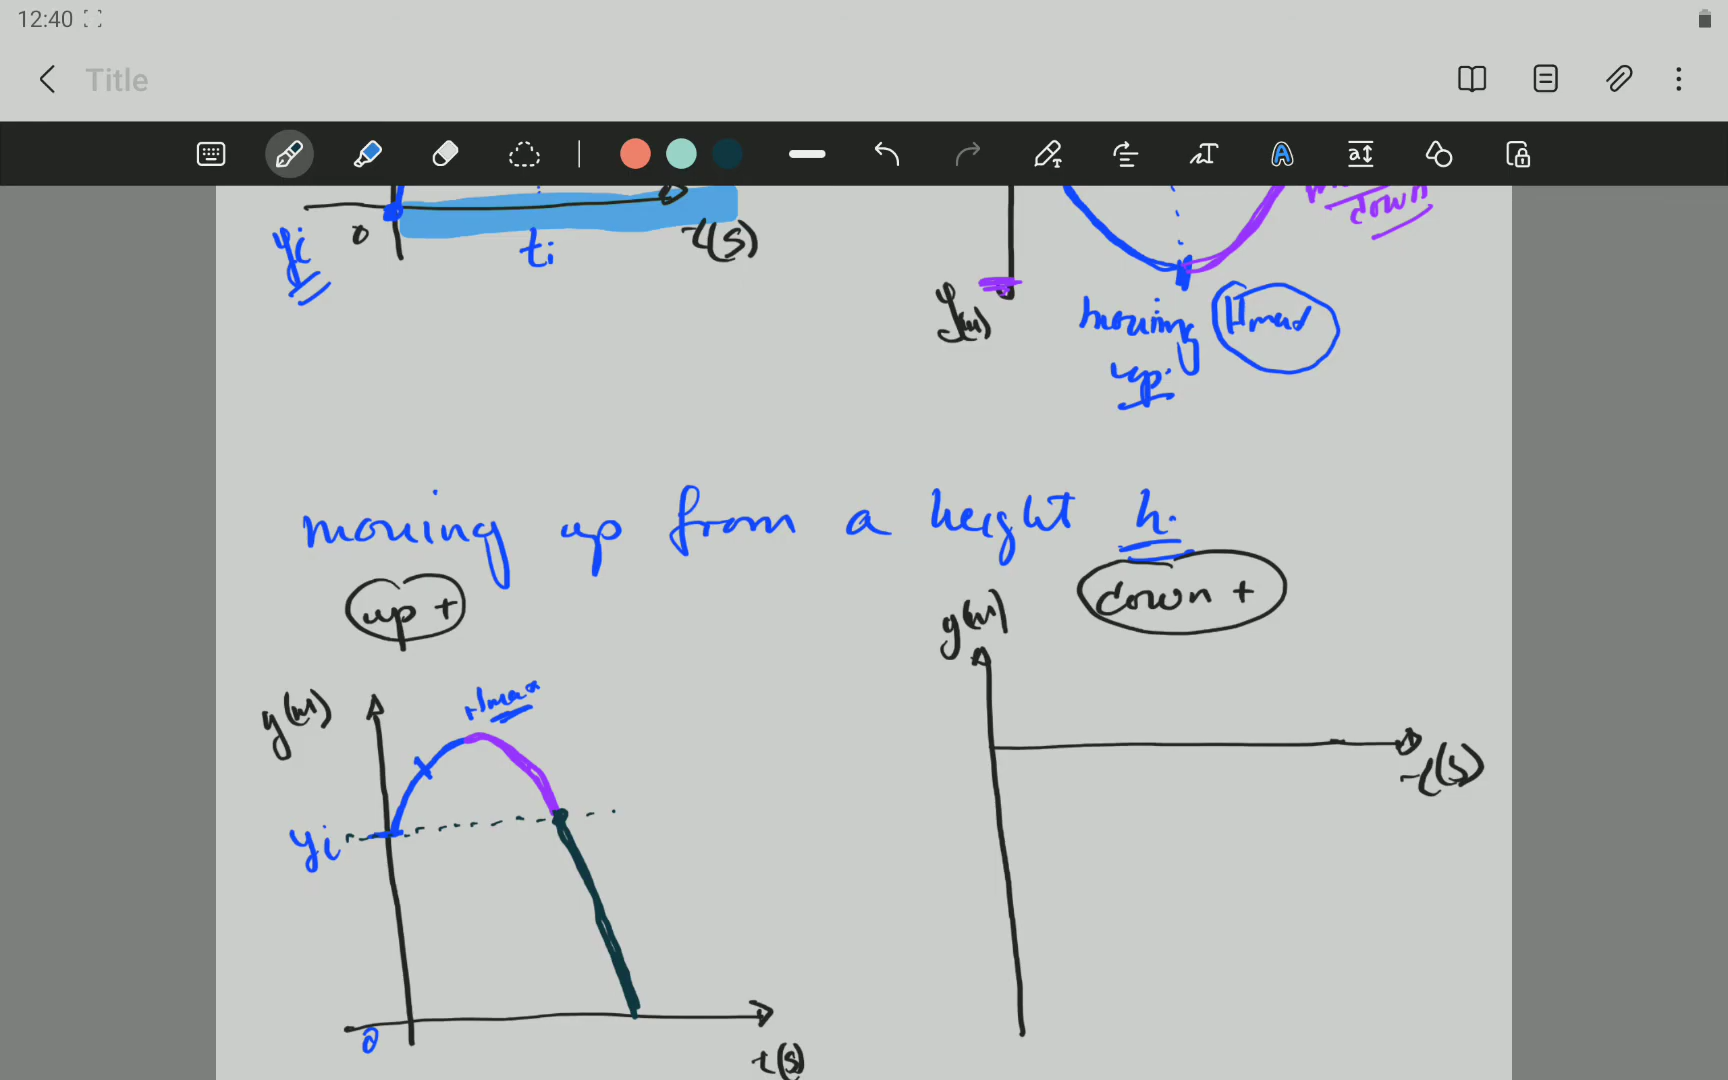 12:40
Title
yi
0
ti
t(s)
down
y(m)
moving
Hmax
up.
moving up from a height h.
up +
down +
y(m)
Hmax
yi
0
t(s)
y(m)
t(s)